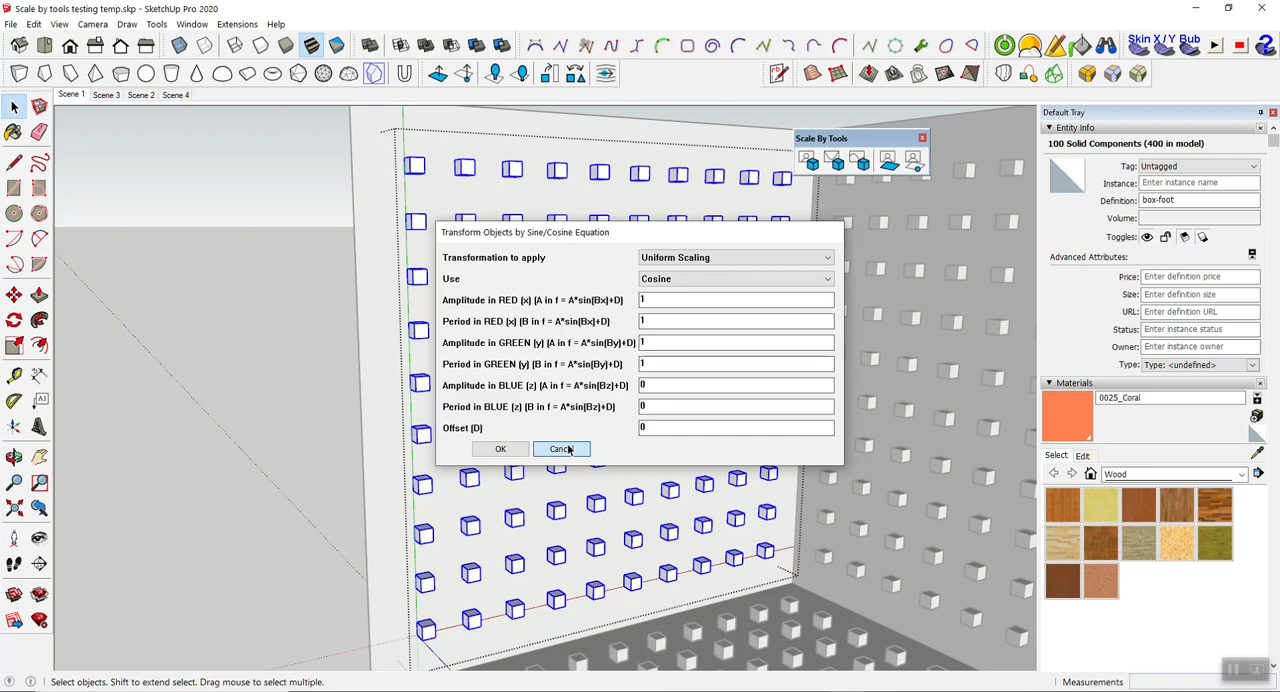 Scale by tools testing temp.skp - SketchUp Pro 2020
File Edit View Camera Draw Tools Window Extensions Help
Skin X / Y Bub
Scene 1 Scene 3 Scene 2 Scene 4
Scale By Tools
Default Tray
Entity Info
100 Solid Components (400 in model)
Tag: Untagged
Instance: Enter instance name
Definition: box-foot
Volume:
Toggles:
Advanced Attributes:
Price: Enter definition price
Size: Enter definition size
URL: Enter definition URL
Status: Enter instance status
Owner: Enter instance owner
Type: Type: <undefined>
Materials
0025_Coral
Select Edit
Wood
Transform Objects by Sine/Cosine Equation
Transformation to apply Uniform Scaling
Use Cosine
Amplitude in RED (x) (A in f = A*sin(Bx)+D) 1
Period in RED (x) (B in f = A*sin(Bx)+D) 1
Amplitude in GREEN (y) (A in f = A*sin(By)+D) 1
Period in GREEN (y) (B in f = A*sin(By)+D) 1
Amplitude in BLUE (z) (A in f = A*sin(Bz)+D) 0
Period in BLUE (z) (B in f = A*sin(Bz)+D) 0
Offset (D) 0
OK Cancel
Select objects. Shift to extend select. Drag mouse to select multiple.
Measurements